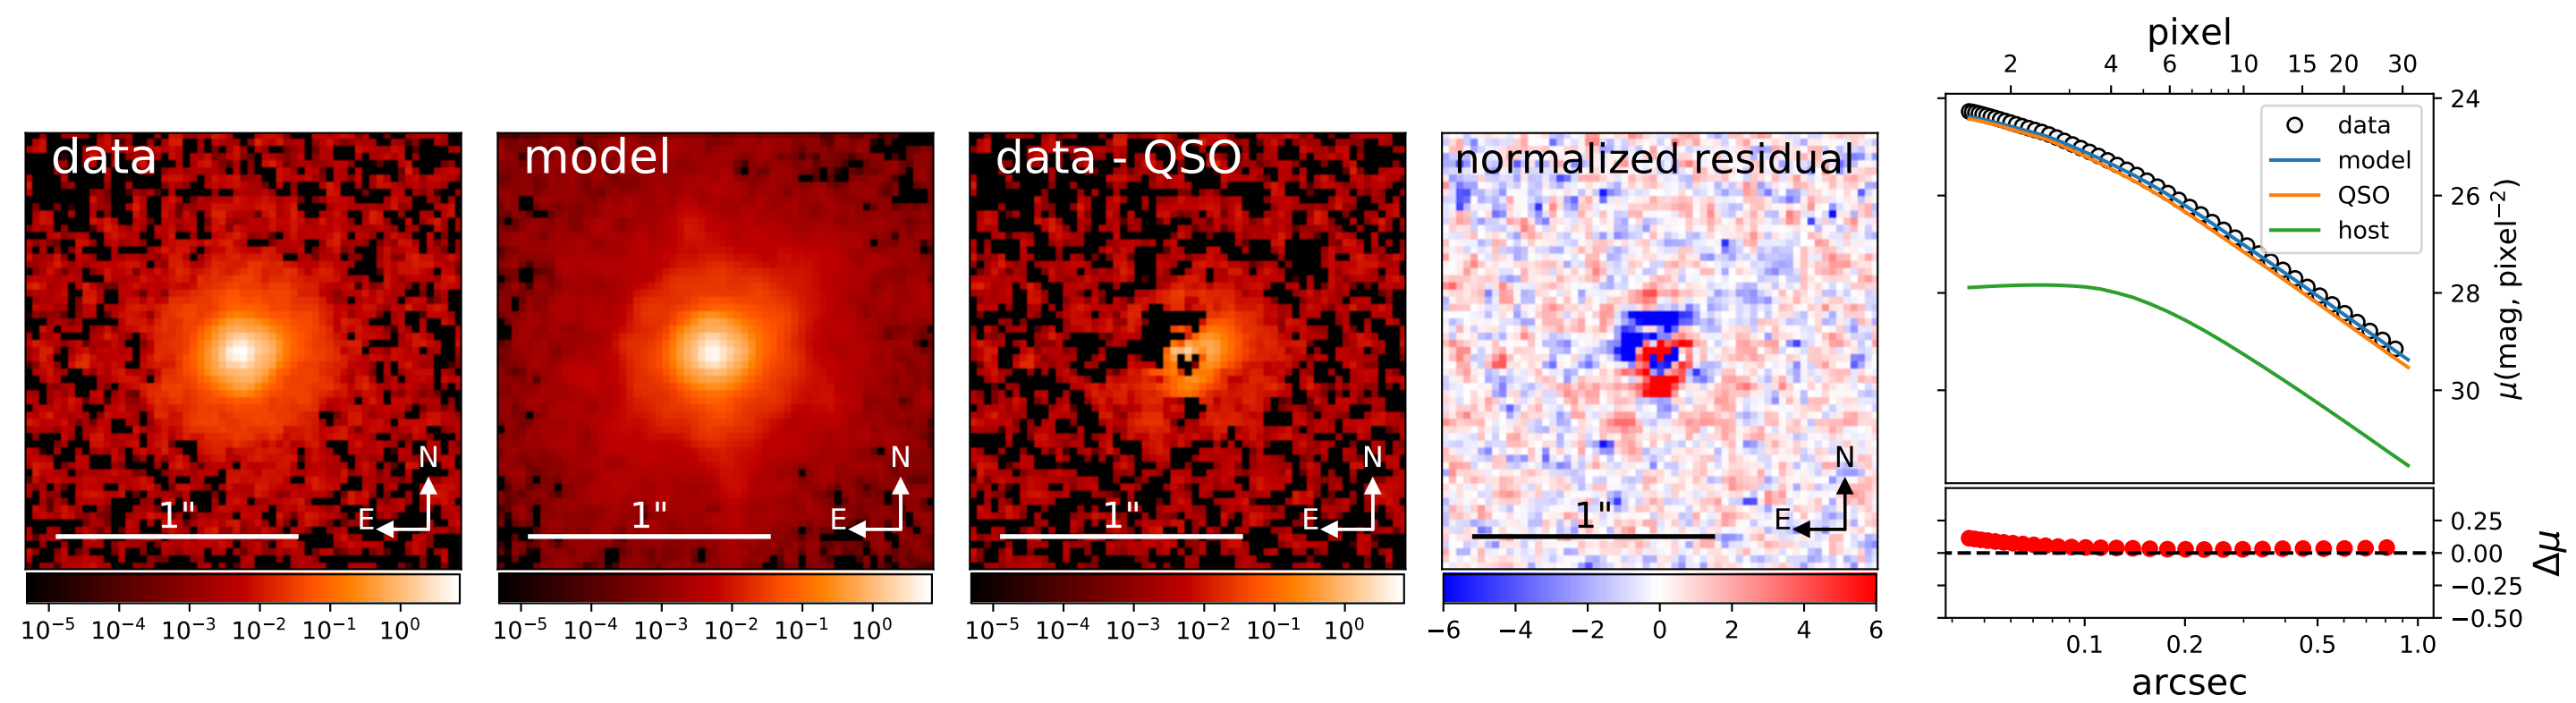 data
N
E
1"
10⁻⁵ 10⁻⁴ 10⁻³ 10⁻² 10⁻¹ 10⁰
model
N
E
1"
10⁻⁵ 10⁻⁴ 10⁻³ 10⁻² 10⁻¹ 10⁰
data - QSO
N
E
1"
10⁻⁵ 10⁻⁴ 10⁻³ 10⁻² 10⁻¹ 10⁰
normalized residual
N
E
1"
−6 −4 −2 0 2 4 6
pixel
2 4 6 10 15 20 30
data
model
QSO
host
24
26
28
30
μ(mag, pixel⁻²)
0.25
0.00
−0.25
−0.50
Δμ
0.1 0.2 0.5 1.0
arcsec